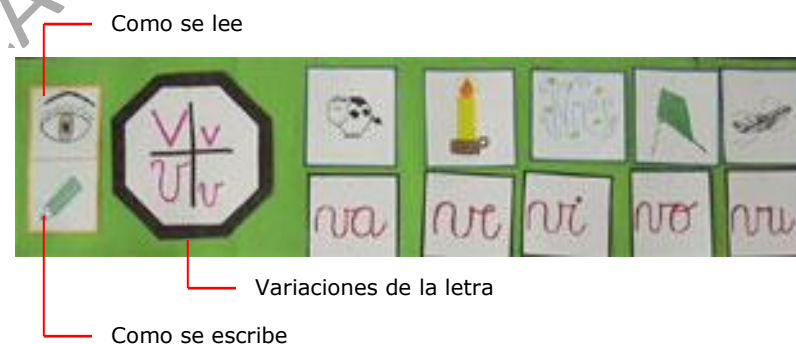 Como se lee
V v
V v
va ve vi vo vu
Variaciones de la letra
Como se escribe